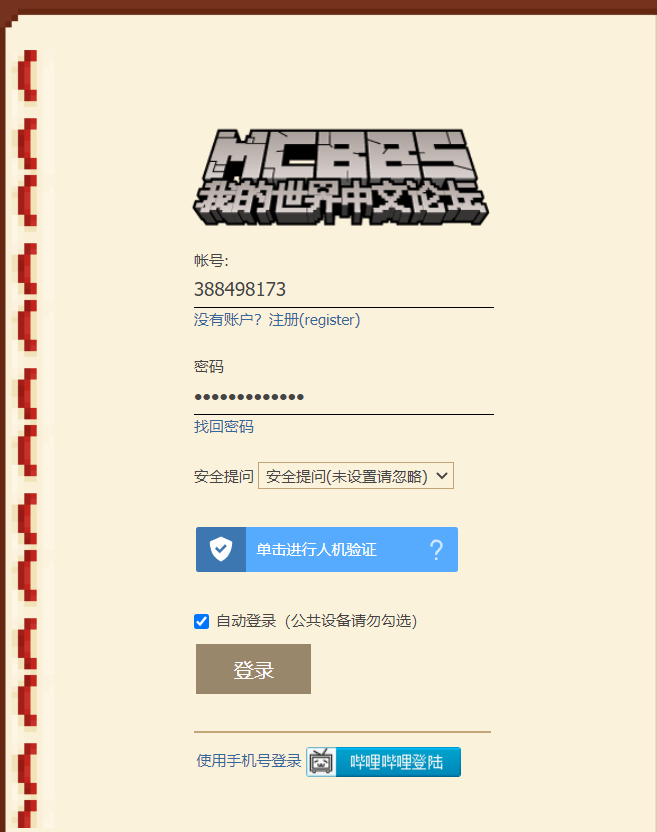 MCBBS
我的世界中文论坛
帐号:
388498173
没有账户？注册(register)
密码
•••••••••••••
找回密码
安全提问 安全提问(未设置请忽略)
单击进行人机验证 ?
自动登录（公共设备请勿勾选）
登录
使用手机号登录 哔哩哔哩登陆